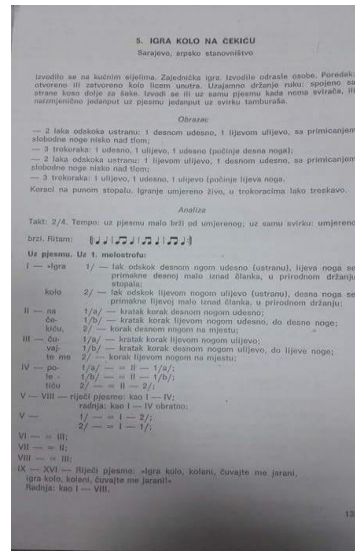 5. IGRA KOLO NA ČEKIĆU
Sarajevo, srpsko stanovništvo
Izvodilo se na kućnim sijelima. Zajednička igra. Izvodile odrasle osobe. Poredak:
otvoreno ili zatvoreno kolo licem unutra. Uzajamno držanje ruku: spojeno sa
strane koso dolje za šake. Izvodi se ili uz samu pjesmu kada nema svirača, ili
naizmjenično jedanput uz pjesmu jedanput uz svirku tamburaša.
Obrazac
— 2 laka odskoka ustranu: 1 desnom udesno, 1 lijevom ulijevo, sa primicanjem
slobodne noge nisko nad tlom;
— 3 trokoraka: 1 udesno, 1 ulijevo, 1 udesno (počinje desna noga);
— 2 laka odskoka ustranu: 1 lijevom ulijevo, 1 desnom udesno, sa primicanjem
slobodne noge nisko nad tlom;
— 3 trokoraka, 1 ulijevo, 1 udesno, 1 ulijevo (počinje lijeva noga.
Koraci na punom stopalu. Igranje umjereno živo, u trokoracima lako treskavo.
Analiza
Takt: 2/4. Tempo: uz pjesmu malo brži od umjerenog; uz samu svirku: umjereno
brzi. Ritam:
Uz pjesmu. Uz 1. melostrofu:
I — »Igra 1/ — lak odskok desnom ngom udesno (ustranu), lijeva noga se
primakne desnoj malo iznad članka, u prirodnom držanju
stopala;
kolo 2/ — lak odskok lijevom nogom ulijevo (ustranu), desna noga se
primakne lijevoj malo iznad članka, u prirodnom držanju;
II — na 1/a/ — kratak korak desnom nogom udesno;
če- 1/b/ — kratak korak lijevom nogom udesno, do desne noge;
kiću, 2/ — korak desnom nogom na mjestu;
III — ču- 1/a/ — kratak korak lijevom nogom ulijevo;
vaj- 1/b/ — kratak korak desnom nogom ulijevo, do lijeve noge;
te me 2/ — korak lijevom nogom na mjestu;
IV — po- 1/a/ — = II — 1/a/;
te - 1/b/ — = II — 1/b/;
tiću 2/ — = II — 2/;
V — VIII — riječi pjesme: kao I — IV;
radnja: kao I — IV obratno;
V — 1/ — = I — 2/;
2/ — = I — 1/;
VI — = III;
VII — = II;
VIII — = III;
IX — XVI — Riječi pjesme: »Igra kolo, kolani, čuvajte me jarani,
igra kolo, kolani, čuvajte me jarani!«
Radnja: kao I — VIII.